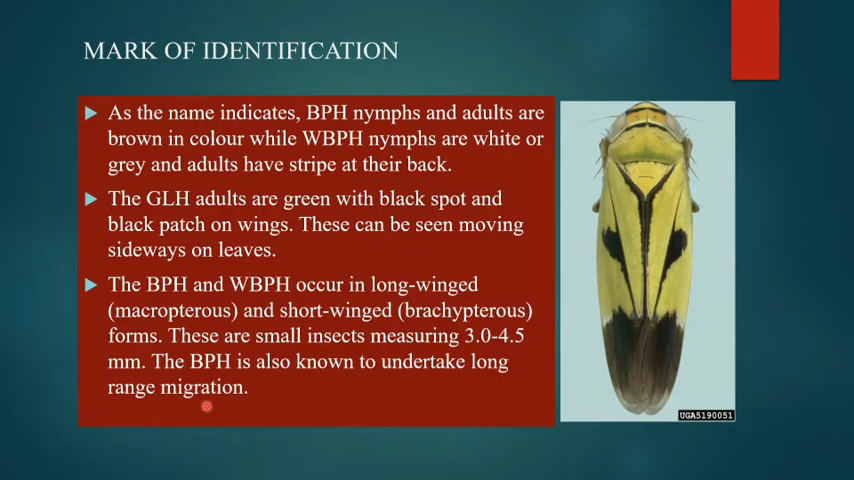 MARK OF IDENTIFICATION
As the name indicates, BPH nymphs and adults are
brown in colour while WBPH nymphs are white or
grey and adults have stripe at their back.
The GLH adults are green with black spot and
black patch on wings. These can be seen moving
sideways on leaves.
The BPH and WBPH occur in long-winged
(macropterous) and short-winged (brachypterous)
forms. These are small insects measuring 3.0-4.5
mm. The BPH is also known to undertake long
range migration.
UGA5190051